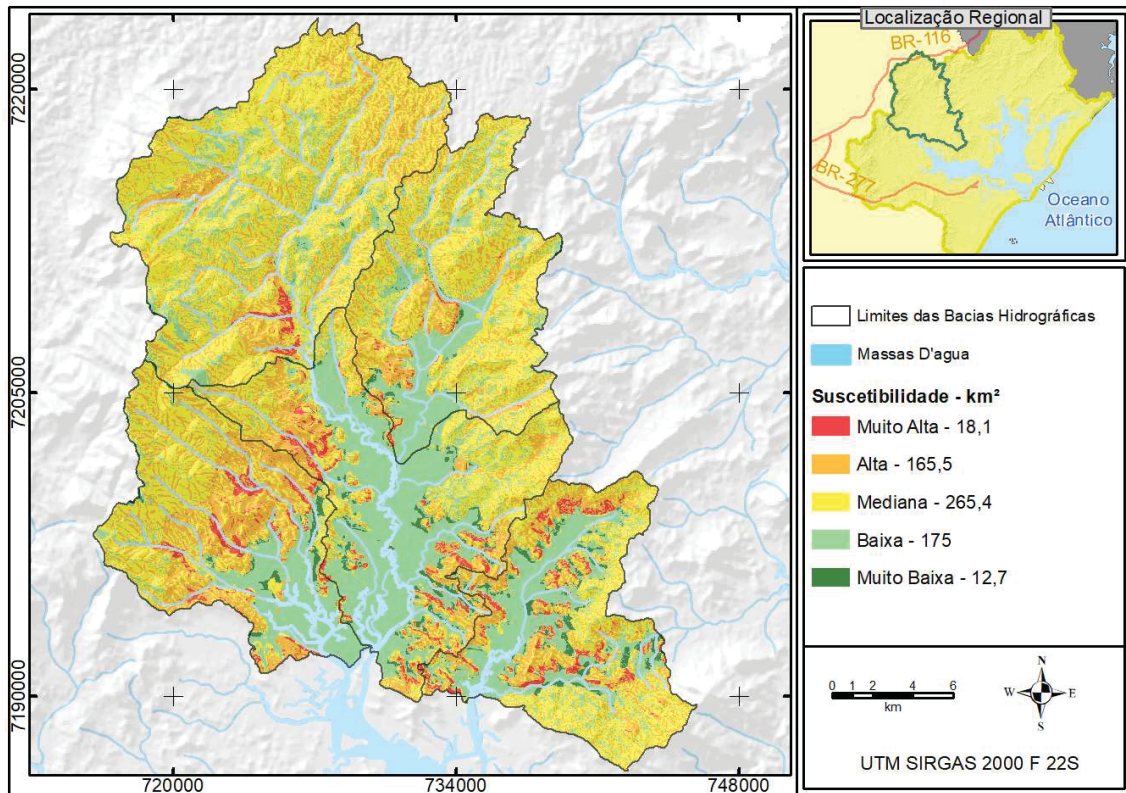 7220000
7205000
7190000
720000
734000
748000
Localização Regional
BR-116
BR-277
Oceano
Atlântico
Limites das Bacias Hidrográficas
Massas D'agua
Suscetibilidade - km²
Muito Alta - 18,1
Alta - 165,5
Mediana - 265,4
Baixa - 175
Muito Baixa - 12,7
0 1 2 4 6
km
N
W E
S
UTM SIRGAS 2000 F 22S